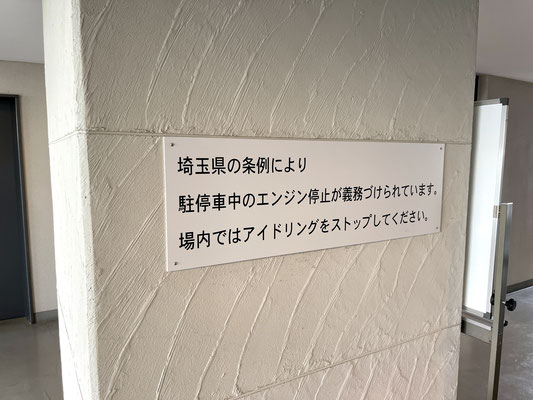 埼玉県の条例により
駐停車中のエンジン停止が義務づけられています。
場内ではアイドリングをストップしてください。